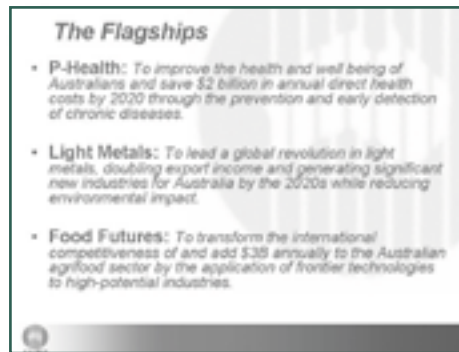 The Flagships
• P-Health: To improve the health and well being of
Australians and save $2 billion in annual direct health
costs by 2020 through the prevention and early detection
of chronic diseases.
• Light Metals: To lead a global revolution in light
metals, doubling export income and generating significant
new industries for Australia by the 2020s while reducing
environmental impact.
• Food Futures: To transform the international
competitiveness of and add $3B annually to the Australian
agrifood sector by the application of frontier technologies
to high-potential industries.